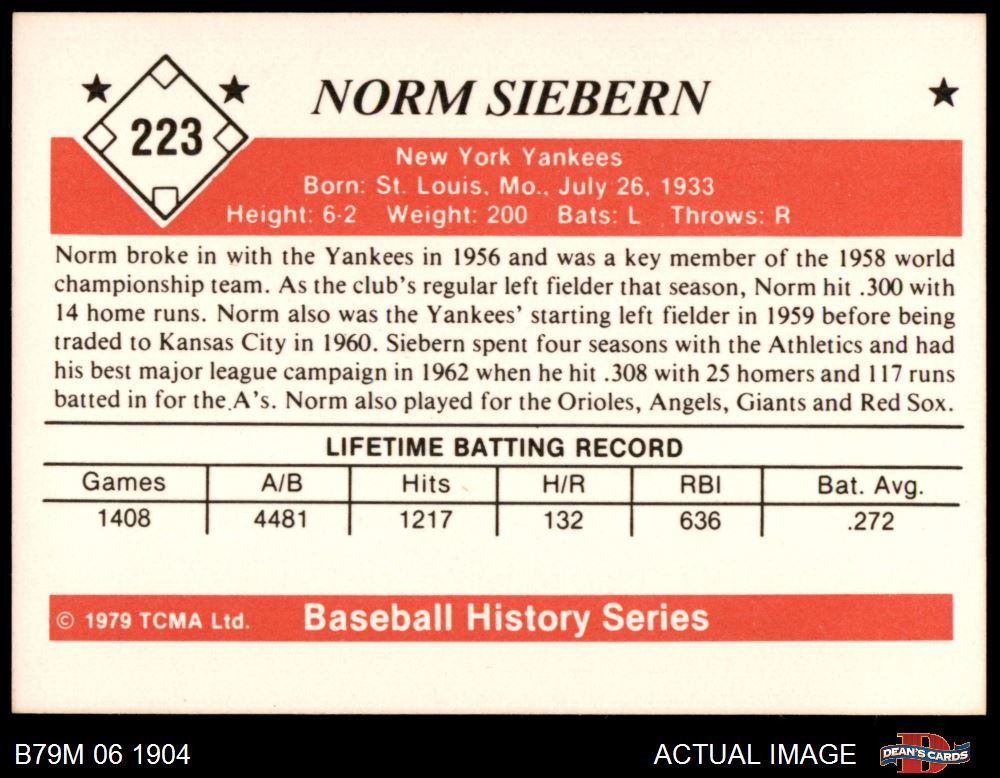 223
NORM SIEBERN
New York Yankees
Born: St. Louis, Mo., July 26, 1933
Height: 6-2 Weight: 200 Bats: L Throws: R
Norm broke in with the Yankees in 1956 and was a key member of the 1958 world
championship team. As the club's regular left fielder that season, Norm hit .300 with
14 home runs. Norm also was the Yankees' starting left fielder in 1959 before being
traded to Kansas City in 1960. Siebern spent four seasons with the Athletics and had
his best major league campaign in 1962 when he hit .308 with 25 homers and 117 runs
batted in for the A's. Norm also played for the Orioles, Angels, Giants and Red Sox.
LIFETIME BATTING RECORD
Games A/B Hits H/R RBI Bat. Avg.
1408 4481 1217 132 636 .272
© 1979 TCMA Ltd. Baseball History Series
B79M 06 1904 ACTUAL IMAGE DEAN'S CARDS